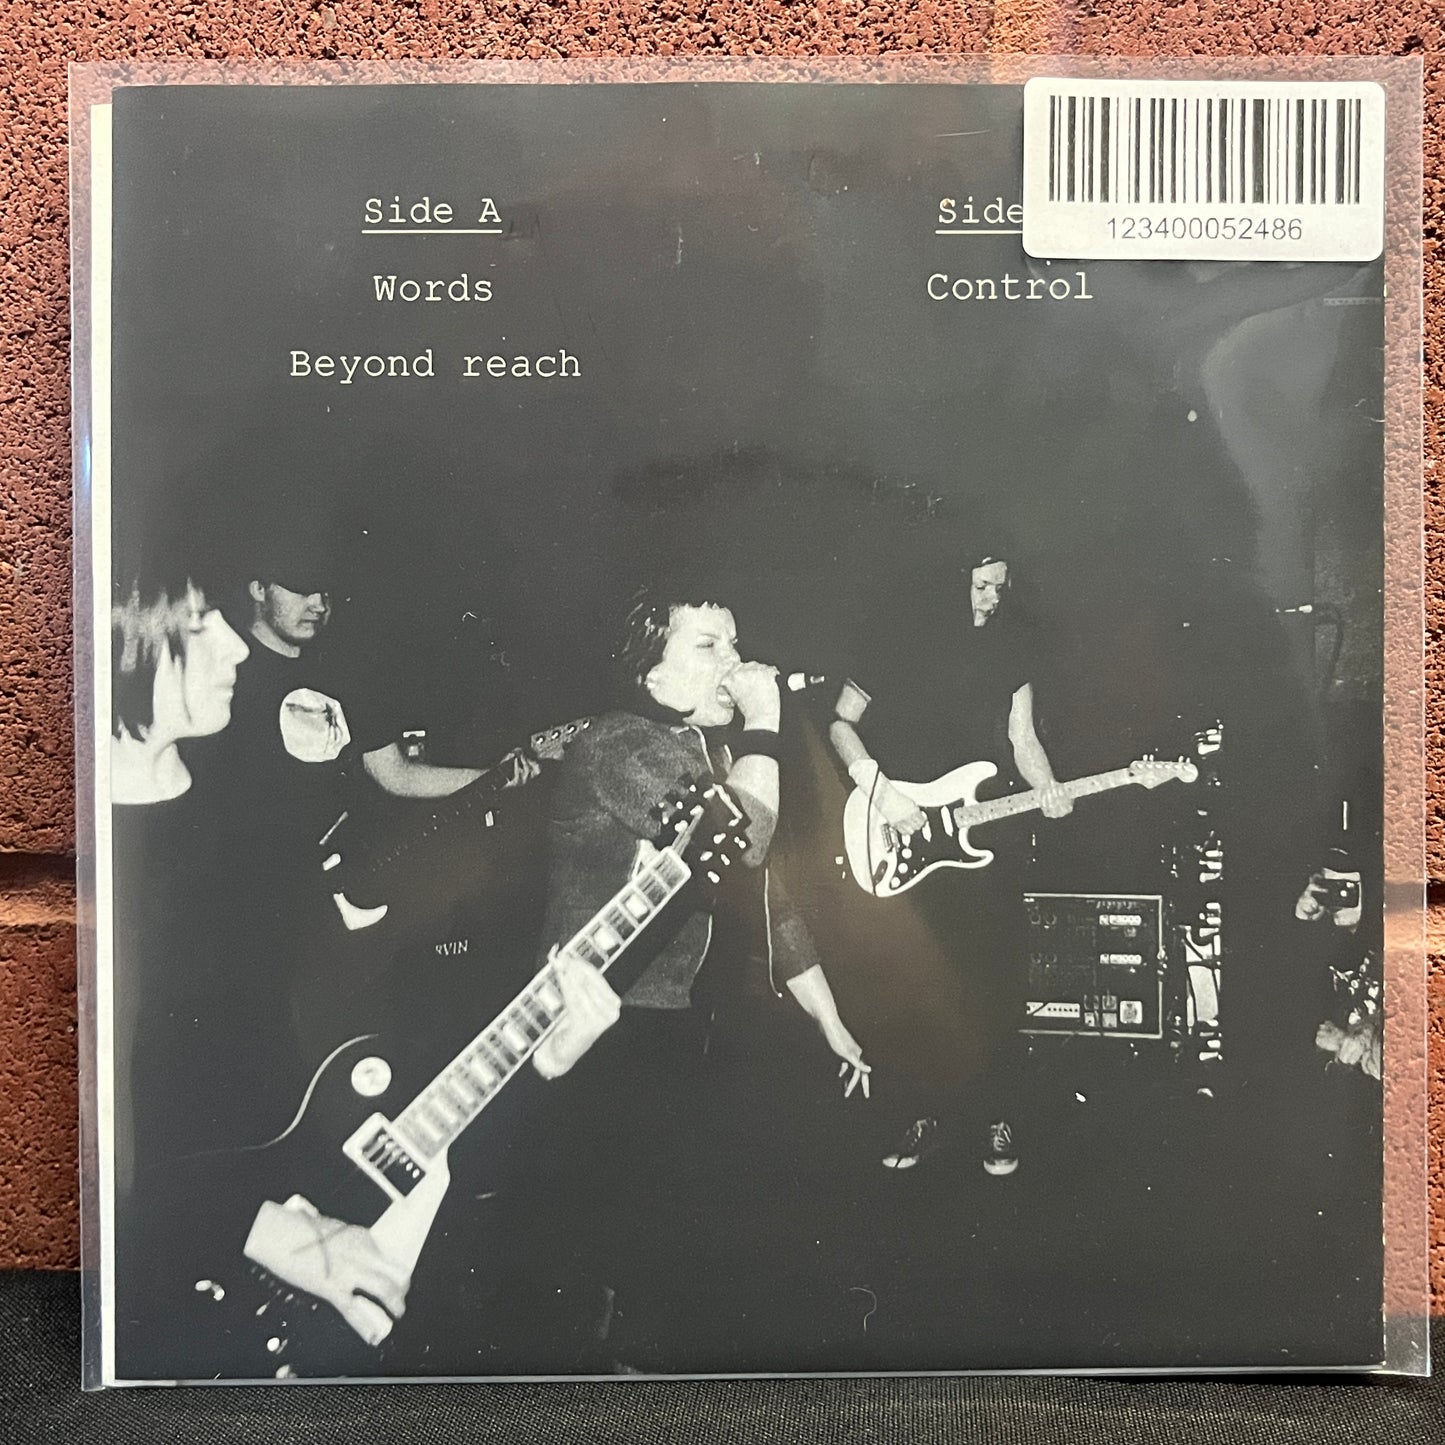 Side A
Words
Beyond reach
Side
Control
123400052486